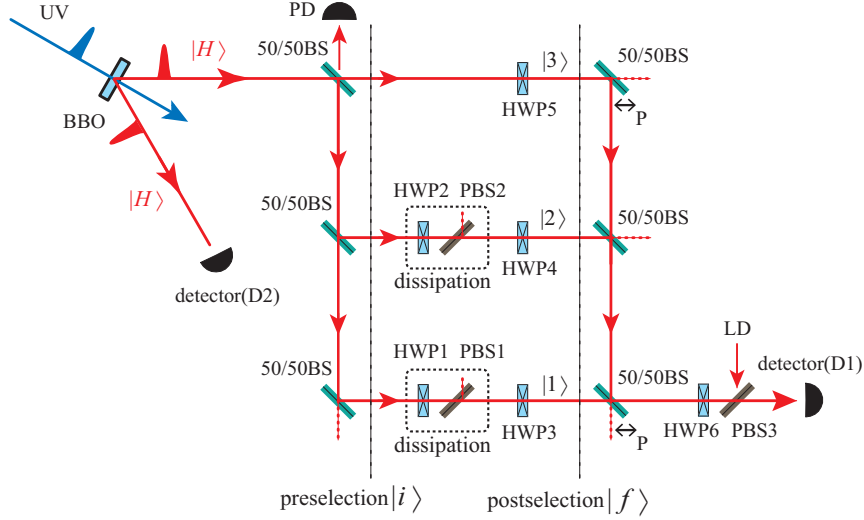 UV
PD
50/50BS
|H⟩
|3⟩
50/50BS
HWP5
P
BBO
|H⟩
50/50BS
HWP2 PBS2
|2⟩
50/50BS
HWP4
dissipation
detector(D2)
LD
50/50BS
HWP1 PBS1
|1⟩
50/50BS
detector(D1)
HWP3
HWP6
PBS3
dissipation
P
preselection|i⟩
postselection|f⟩